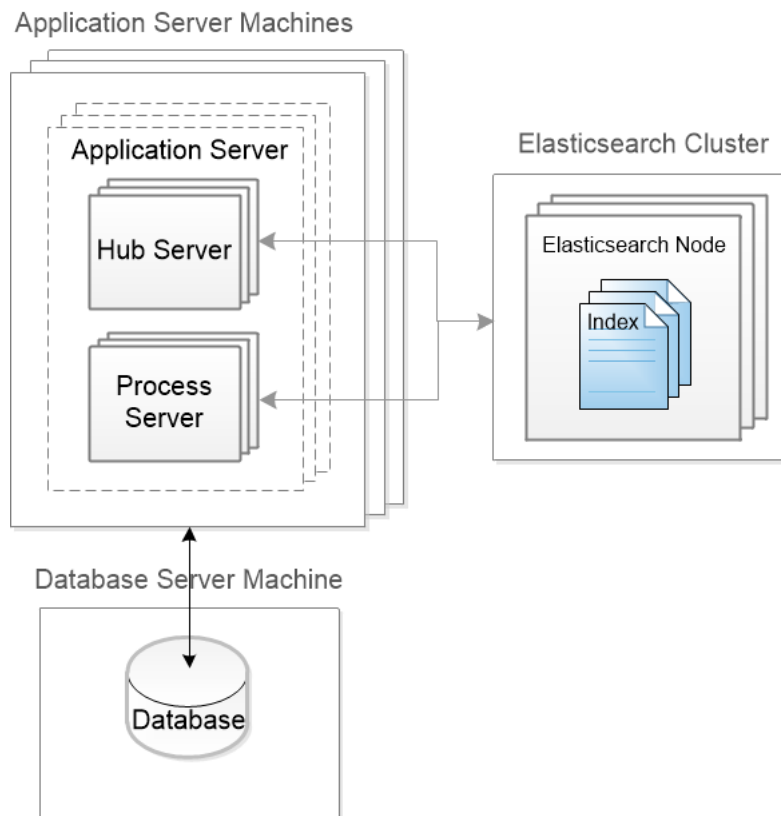 Application Server Machines
Application Server
Hub Server
Process
Server
Elasticsearch Cluster
Elasticsearch Node
Index
Database Server Machine
Database